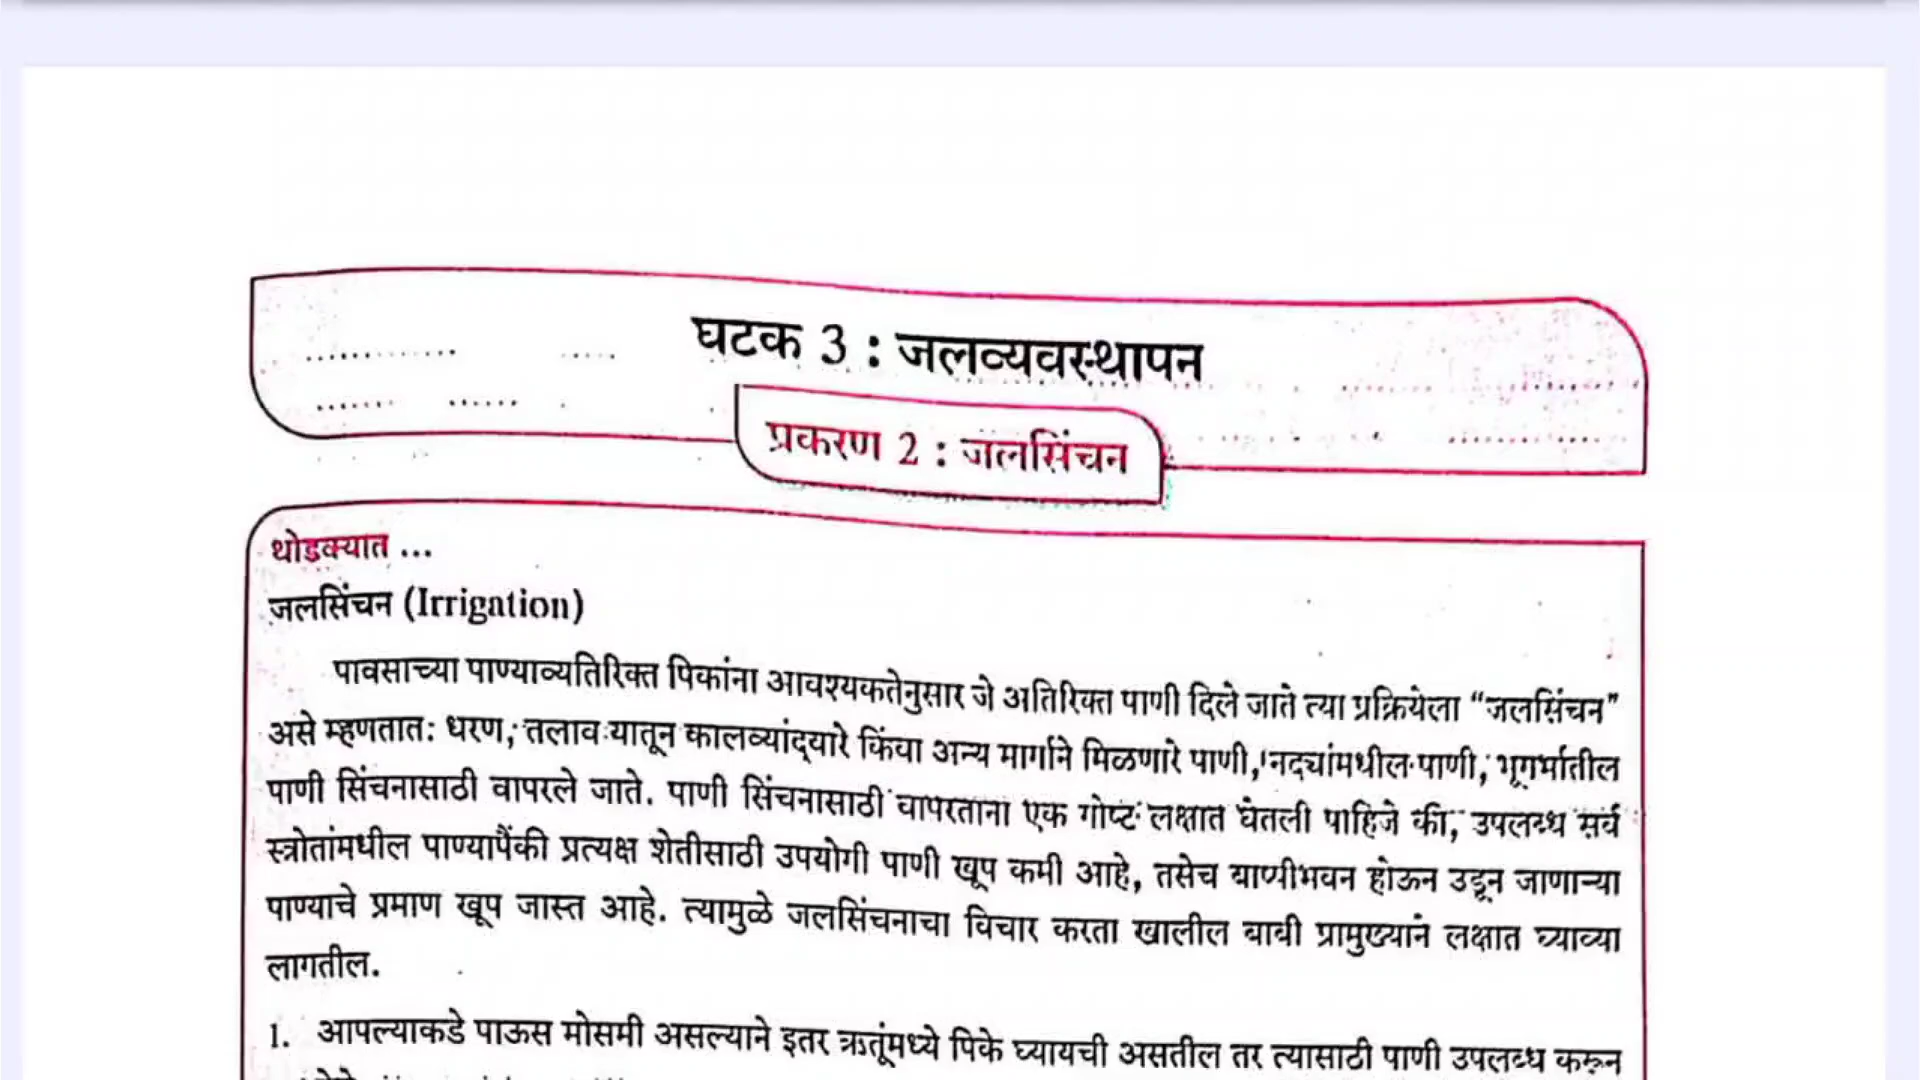 घटक 3 : जलव्यवस्थापन
प्रकरण 2 : जलसिंचन
थोडक्यात ...
जलसिंचन (Irrigation)
पावसाच्या पाण्याव्यतिरिक्त पिकांना आवश्यकतेनुसार जे अतिरिक्त पाणी दिले जाते त्या प्रक्रियेला “जलसिंचन”
असे म्हणतात. धरण, तलाव यातून कालव्यांद्वारे किंवा अन्य मार्गाने मिळणारे पाणी, नद्यांमधील पाणी, भूगर्भातील
पाणी सिंचनासाठी वापरले जाते. पाणी सिंचनासाठी वापरताना एक गोष्ट लक्षात घेतली पाहिजे की, उपलब्ध सर्व
स्त्रोतांमधील पाण्यापैंकी प्रत्यक्ष शेतीसाठी उपयोगी पाणी खूप कमी आहे, तसेच बाष्पीभवन होऊन उडून जाणाऱ्या
पाण्याचे प्रमाण खूप जास्त आहे. त्यामुळे जलसिंचनाचा विचार करता खालील बाबी प्रामुख्याने लक्षात घ्याव्या
लागतील.
1. आपल्याकडे पाऊस मोसमी असल्याने इतर ऋतूंमध्ये पिके घ्यायची असतील तर त्यासाठी पाणी उपलब्ध करून